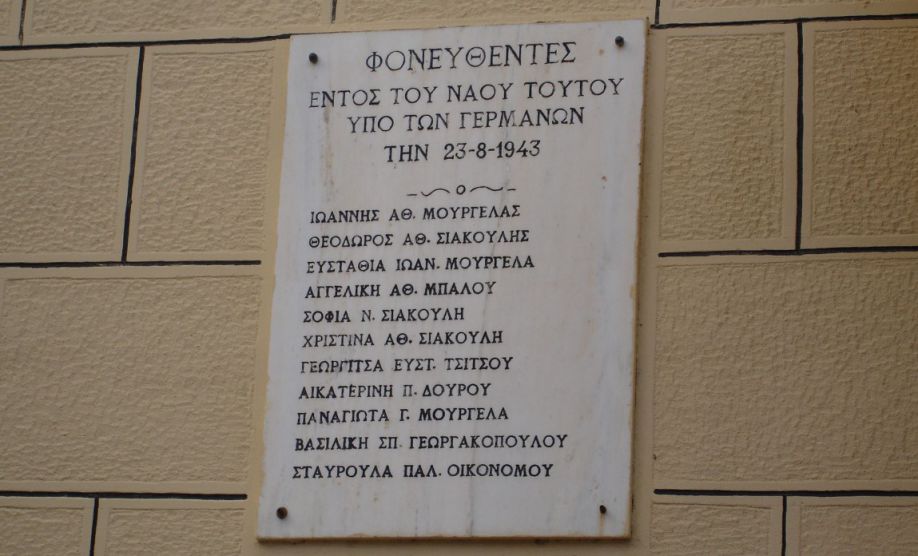 ΦΟΝΕΥΘΕΝΤΕΣ
ΕΝΤΟΣ ΤΟΥ ΝΑΟΥ ΤΟΥΤΟΥ
ΥΠΟ ΤΩΝ ΓΕΡΜΑΝΩΝ
ΤΗΝ 23-8-1943
ΙΩΑΝΝΗΣ ΑΘ. ΜΟΥΡΓΕΛΑΣ
ΘΕΟΔΩΡΟΣ ΑΘ. ΣΙΑΚΟΥΛΗΣ
ΕΥΣΤΑΘΙΑ ΙΩΑΝ. ΜΟΥΡΓΕΛΑ
ΑΓΓΕΛΙΚΗ ΑΘ. ΜΠΑΛΟΥ
ΣΟΦΙΑ Ν. ΣΙΑΚΟΥΛΗ
ΧΡΙΣΤΙΝΑ ΑΘ. ΣΙΑΚΟΥΛΗ
ΓΕΩΡΓΙΤΣΑ ΕΥΣΤ. ΤΣΙΤΣΟΥ
ΑΙΚΑΤΕΡΙΝΗ Π. ΔΟΥΡΟΥ
ΠΑΝΑΓΙΩΤΑ Γ. ΜΟΥΡΓΕΛΑ
ΒΑΣΙΛΙΚΗ ΣΠ. ΓΕΩΡΓΑΚΟΠΟΥΛΟΥ
ΣΤΑΥΡΟΥΛΑ ΠΑΛ. ΟΙΚΟΝΟΜΟΥ